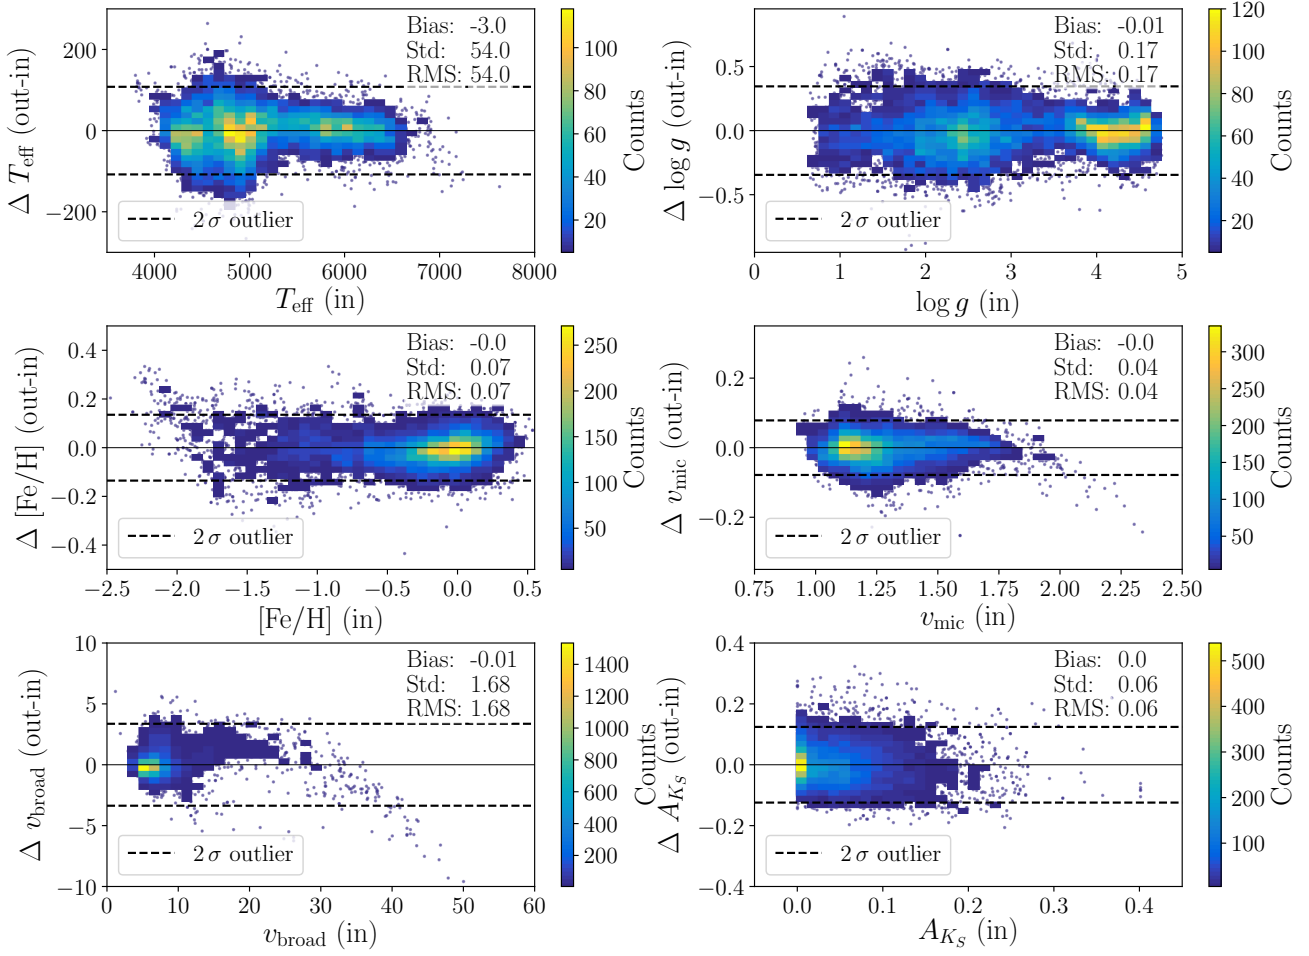 Bias: -3.0
Std: 54.0
RMS: 54.0
200
0
−200
Δ T_eff (out-in)
2 σ outlier
4000 5000 6000 7000 8000
T_eff (in)
100
80
60
40
20
Counts
Bias: -0.01
Std: 0.17
RMS: 0.17
0.5
0.0
−0.5
Δ log g (out-in)
2 σ outlier
0 1 2 3 4 5
log g (in)
120
100
80
60
40
20
Counts
Bias: -0.0
Std: 0.07
RMS: 0.07
0.4
0.2
0.0
−0.2
−0.4
Δ [Fe/H] (out-in)
2 σ outlier
−2.5 −2.0 −1.5 −1.0 −0.5 0.0 0.5
[Fe/H] (in)
250
200
150
100
50
Counts
Bias: -0.0
Std: 0.04
RMS: 0.04
0.2
0.0
−0.2
Δ v_mic (out-in)
2 σ outlier
0.75 1.00 1.25 1.50 1.75 2.00 2.25 2.50
v_mic (in)
300
250
200
150
100
50
Counts
Bias: -0.01
Std: 1.68
RMS: 1.68
10
5
0
−5
−10
Δ v_broad (out-in)
2 σ outlier
0 10 20 30 40 50 60
v_broad (in)
1400
1200
1000
800
600
400
200
Counts
Bias: 0.0
Std: 0.06
RMS: 0.06
0.4
0.2
0.0
−0.2
−0.4
Δ A_K_S (out-in)
2 σ outlier
0.0 0.1 0.2 0.3 0.4
A_K_S (in)
500
400
300
200
100
Counts